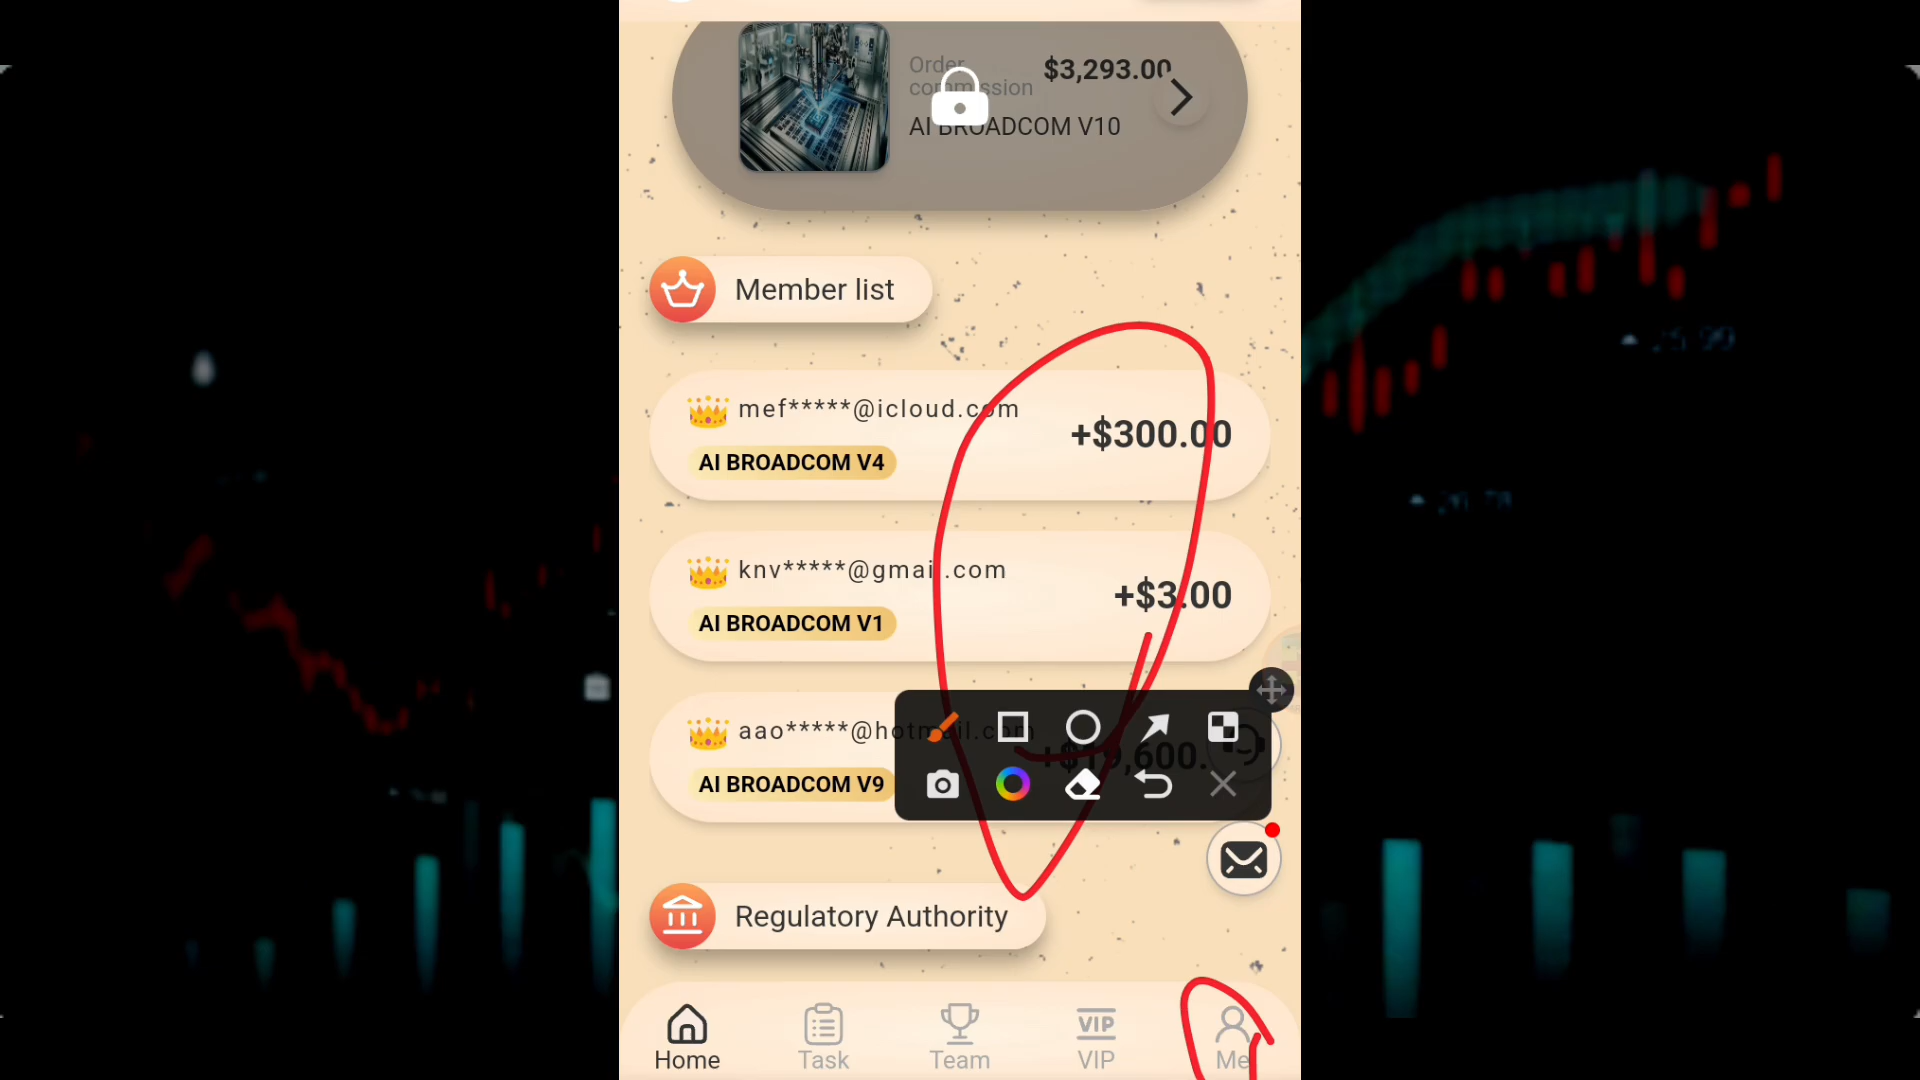 Order
commission
$3,293.00
AI BROADCOM V10
Member list
mef*****@icloud.com
+$300.00
AI BROADCOM V4
knv*****@gmail.com
+$3.00
AI BROADCOM V1
aao*****@hotmail.com
+$19,600.
AI BROADCOM V9
Regulatory Authority
Home
Task
Team
VIP
VIP
Me